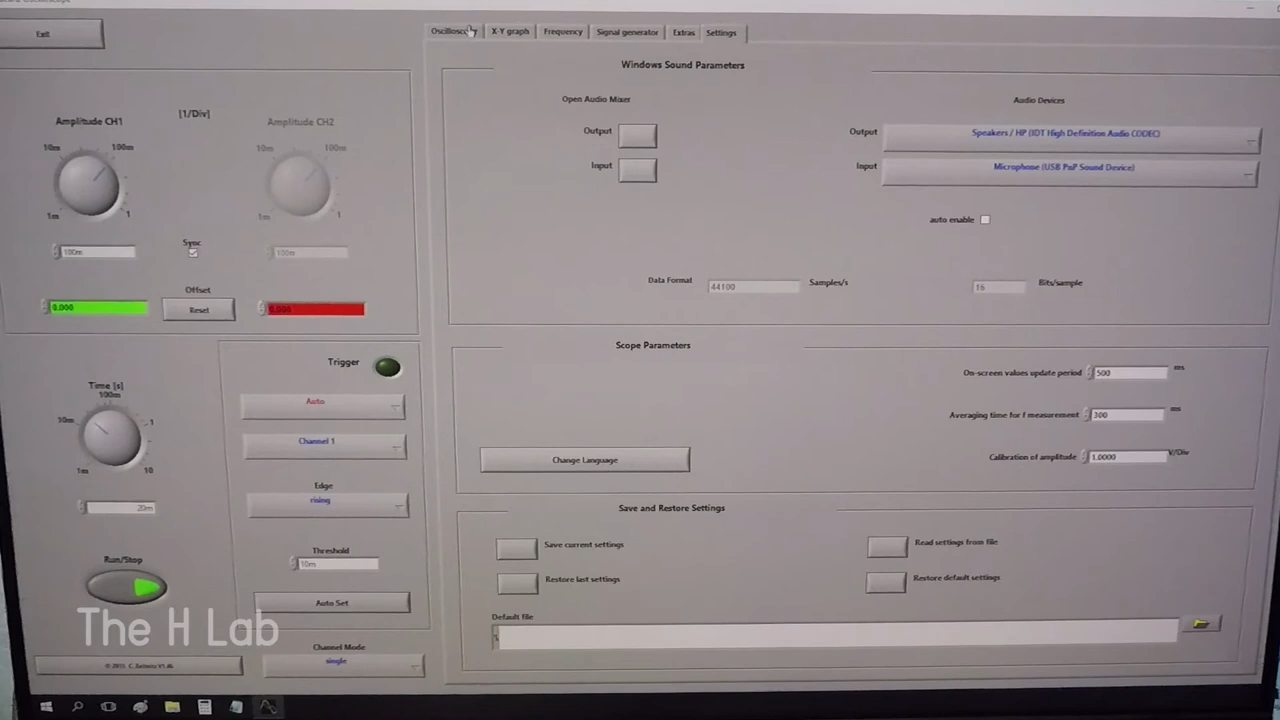 Exit
Oscilloscope
X-Y graph
Frequency
Signal generator
Extras
Settings
Amplitude CH1
[1/Div]
Amplitude CH2
10m
100m
1m
1
10m
100m
1m
1
100m
Sync
100m
Offset
0.000
Reset
0.000
Time [s]
100m
10m
1
1m
10
20m
Run/Stop
Trigger
Auto
Channel 1
Edge
rising
Threshold
10m
Auto Set
Channel Mode
single
Windows Sound Parameters
Open Audio Mixer
Output
Input
Audio Devices
Output
Speakers / HP (IDT High Definition Audio CODEC)
Input
Microphone (USB PnP Sound Device)
auto enable
Data Format
44100
Samples/s
16
Bits/sample
Scope Parameters
On-screen values update period
500
ms
Averaging time for f measurement
300
ms
Calibration of amplitude
1.0000
V/Div
Change Language
Save and Restore Settings
Save current settings
Read settings from file
Restore last settings
Restore default settings
Default file
The H Lab